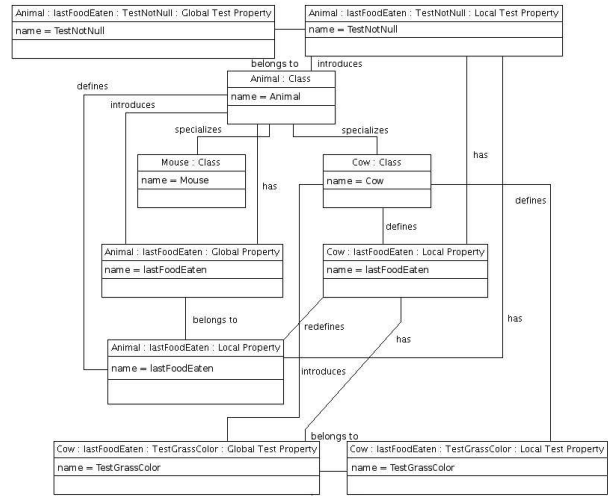 Animal : lastFoodEaten : TestNotNull : Global Test Property
name = TestNotNull
Animal : lastFoodEaten : TestNotNull : Local Test Property
name = TestNotNull
belongs to
introduces
Animal : Class
name = Animal
defines
introduces
specializes
specializes
Mouse : Class
name = Mouse
has
Cow : Class
name = Cow
has
defines
defines
Animal : lastFoodEaten : Global Property
name = lastFoodEaten
Cow : lastFoodEaten : Local Property
name = lastFoodEaten
belongs to
redefines
has
has
Animal : lastFoodEaten : Local Property
name = lastFoodEaten
introduces
belongs to
Cow : lastFoodEaten : TestGrassColor : Global Test Property
name = TestGrassColor
Cow : lastFoodEaten : TestGrassColor : Local Test Property
name = TestGrassColor